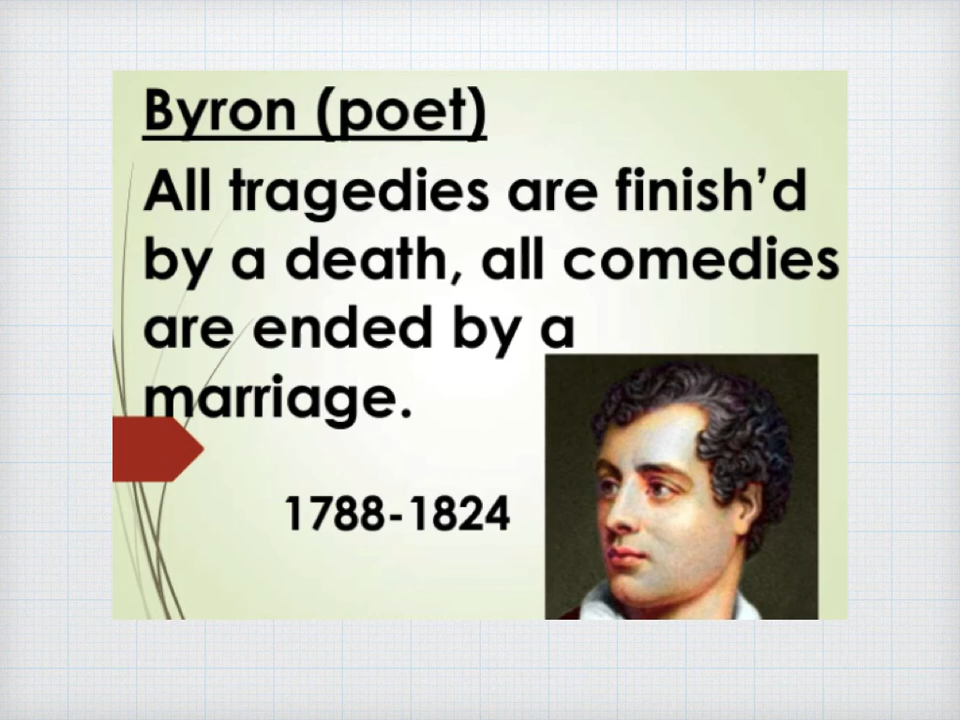 Byron (poet)
All tragedies are finish’d
by a death, all comedies
are ended by a
marriage.
1788-1824